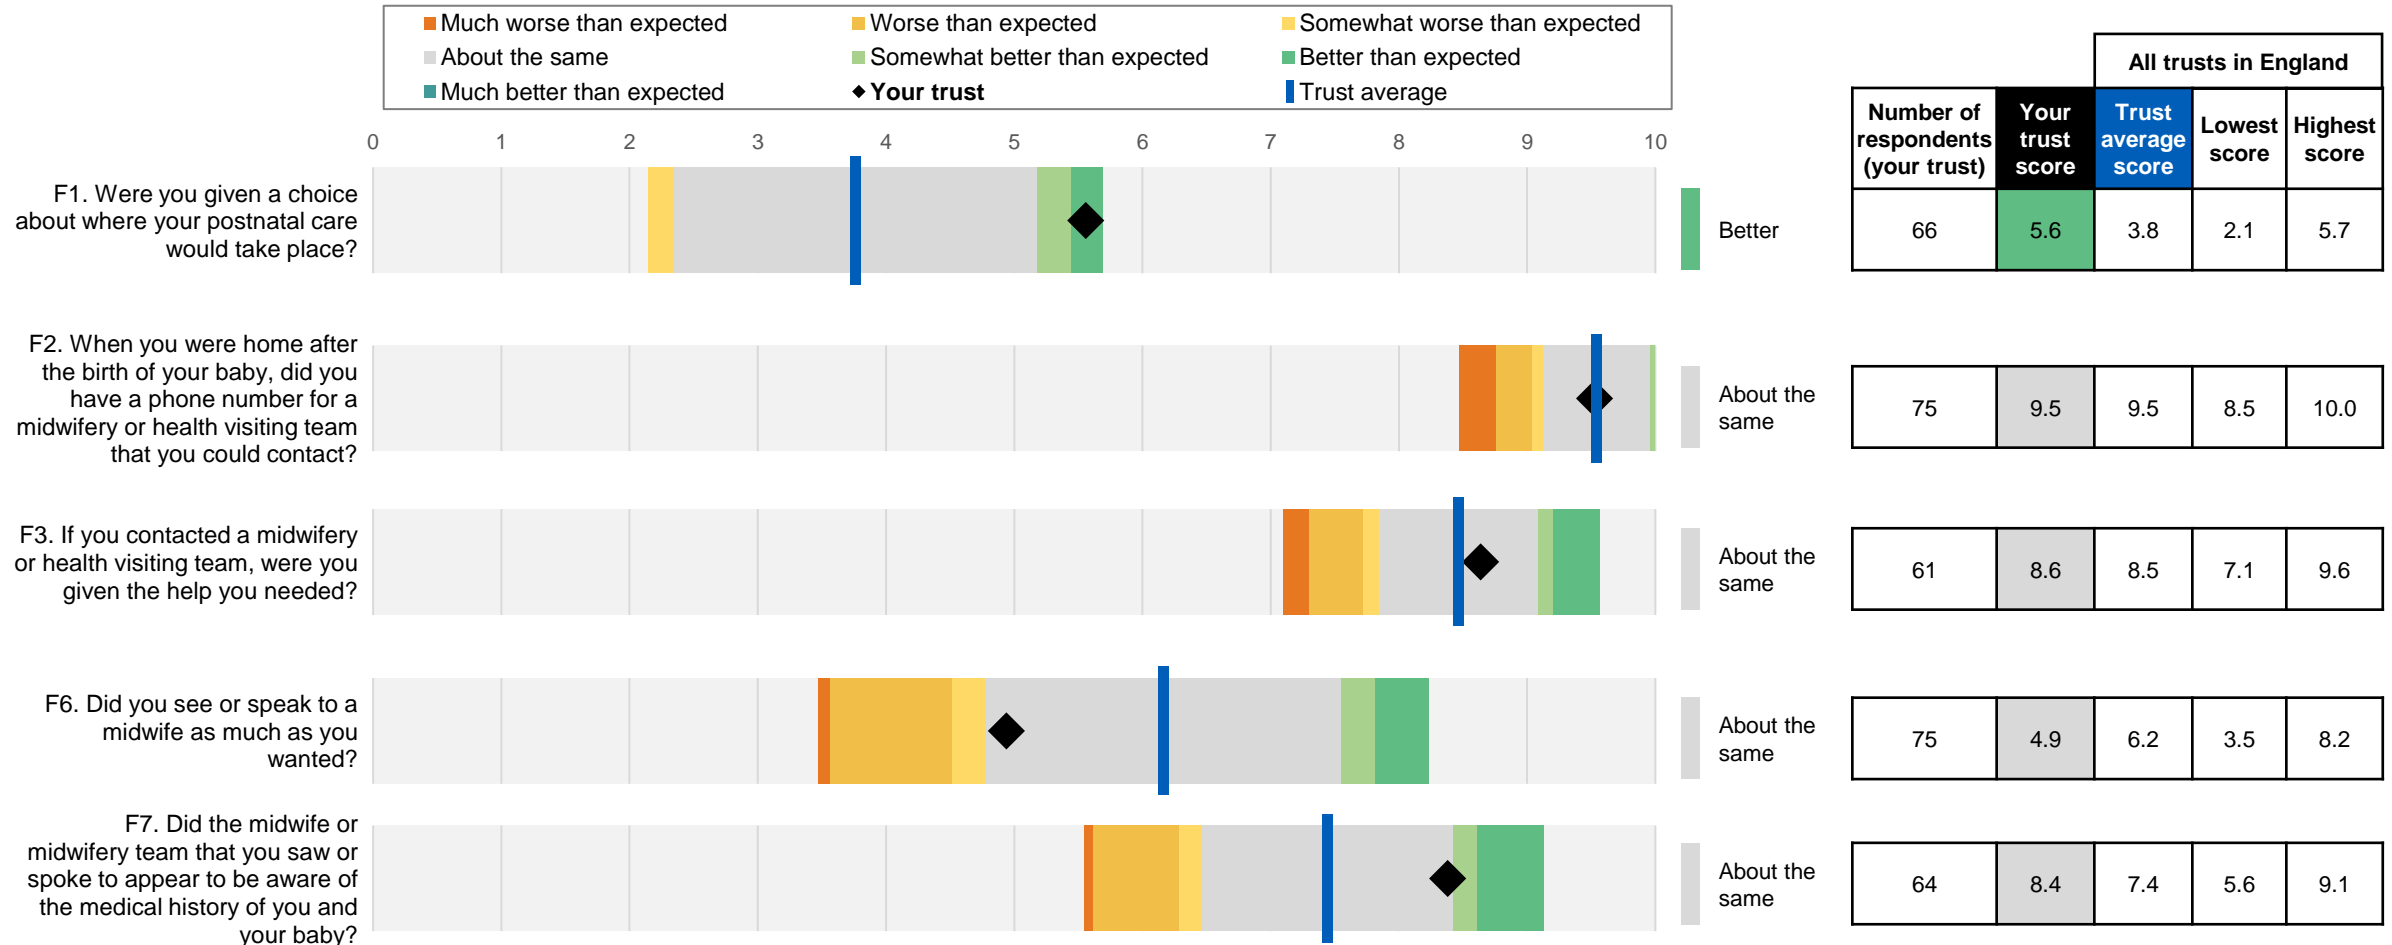 Much worse than expected
Worse than expected
Somewhat worse than expected
About the same
Somewhat better than expected
Better than expected
Much better than expected
Your trust
Trust average
All trusts in England
Number of
respondents
(your trust)
Your
trust
score
Trust
average
score
Lowest
score
Highest
score
0 1 2 3 4 5 6 7 8 9 10
F1. Were you given a choice
about where your postnatal care
would take place?
Better
66 5.6 3.8 2.1 5.7
F2. When you were home after
the birth of your baby, did you
have a phone number for a
midwifery or health visiting team
that you could contact?
About the
same
75 9.5 9.5 8.5 10.0
F3. If you contacted a midwifery
or health visiting team, were you
given the help you needed?
About the
same
61 8.6 8.5 7.1 9.6
F6. Did you see or speak to a
midwife as much as you
wanted?
About the
same
75 4.9 6.2 3.5 8.2
F7. Did the midwife or
midwifery team that you saw or
spoke to appear to be aware of
the medical history of you and
your baby?
About the
same
64 8.4 7.4 5.6 9.1